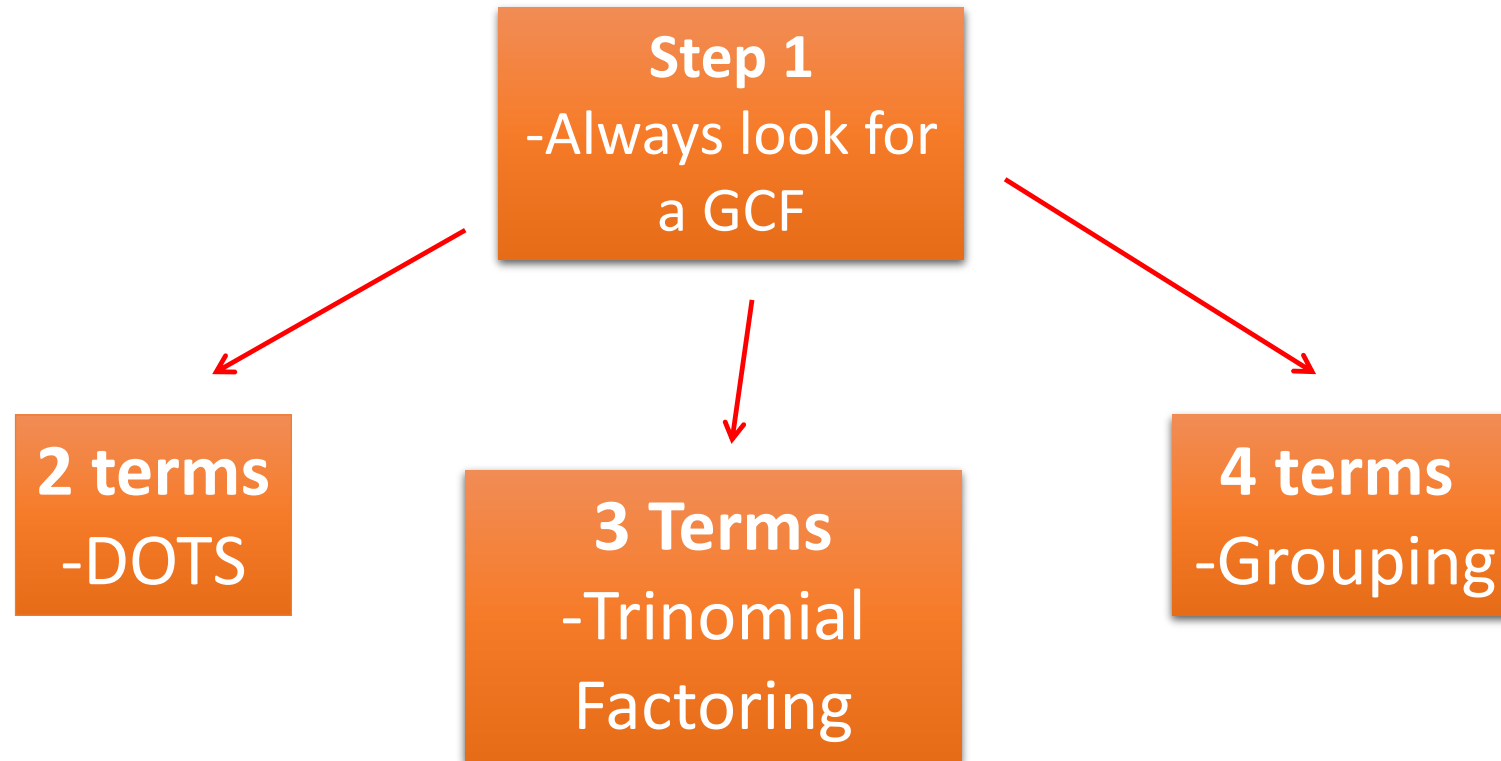 Step 1
-Always look for
a GCF
2 terms
-DOTS
3 Terms
-Trinomial
Factoring
4 terms
-Grouping